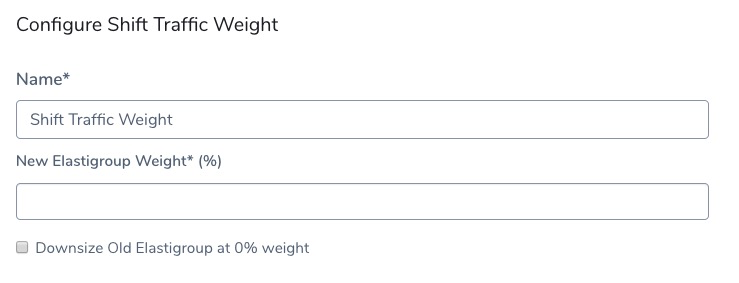 Configure Shift Traffic Weight
Name*
Shift Traffic Weight
New Elastigroup Weight* (%)
Downsize Old Elastigroup at 0% weight